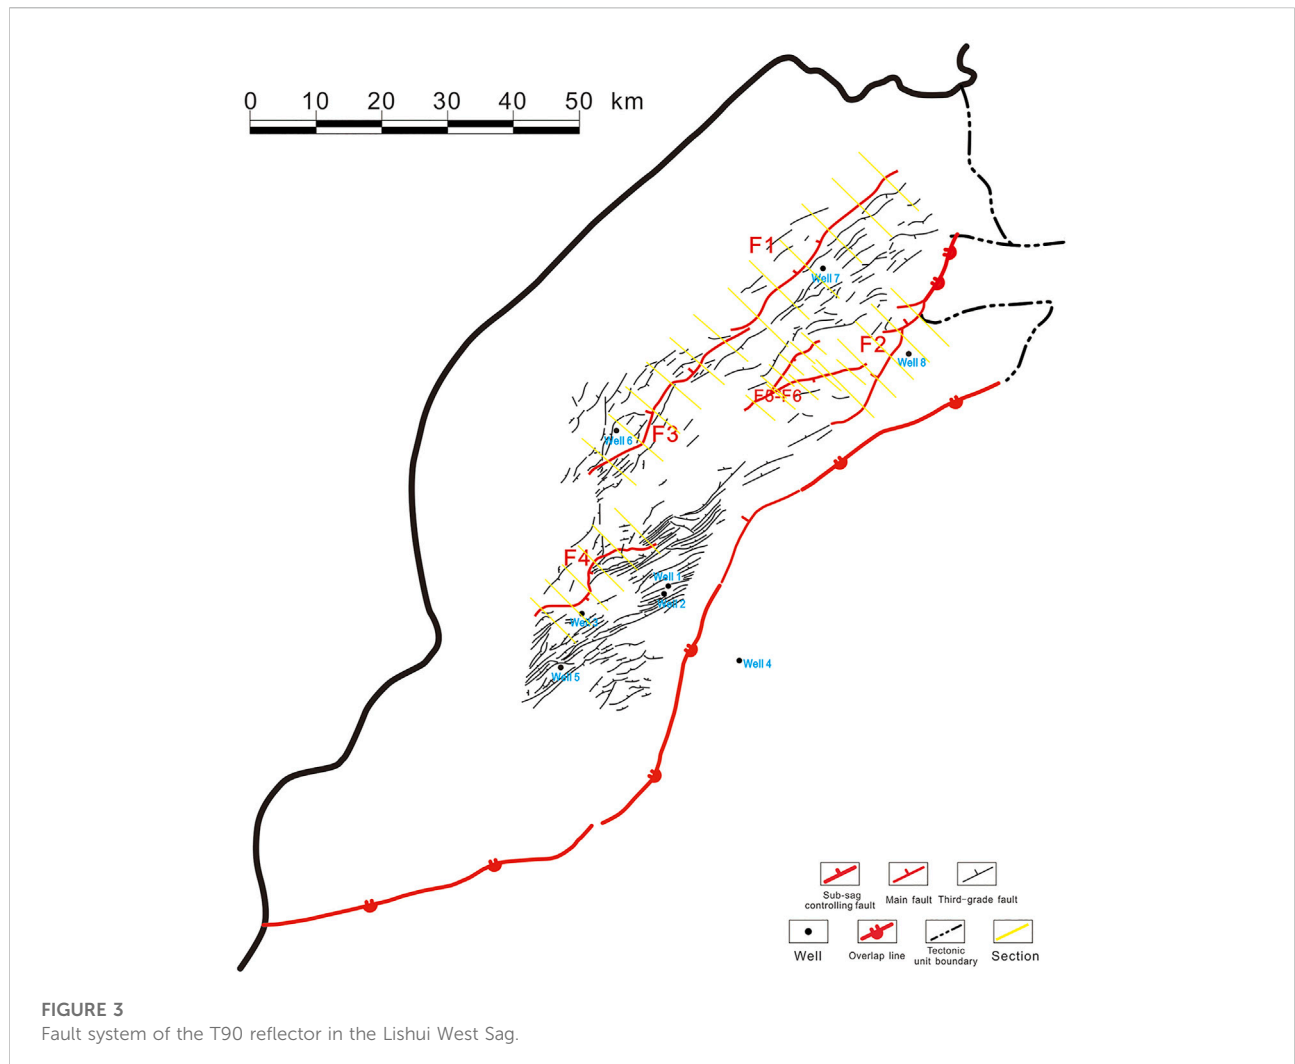 0 10 20 30 40 50 km
F1
Well 7
F2
Well 8
F5-F6
F3
Well 6
F4
Well 1
Well 2
Well 3
Well 4
Well 5
Sub-sag
controlling fault
Main fault
Third-grade fault
Well
Overlap line
Tectonic
unit boundary
Section
FIGURE 3
Fault system of the T90 reflector in the Lishui West Sag.